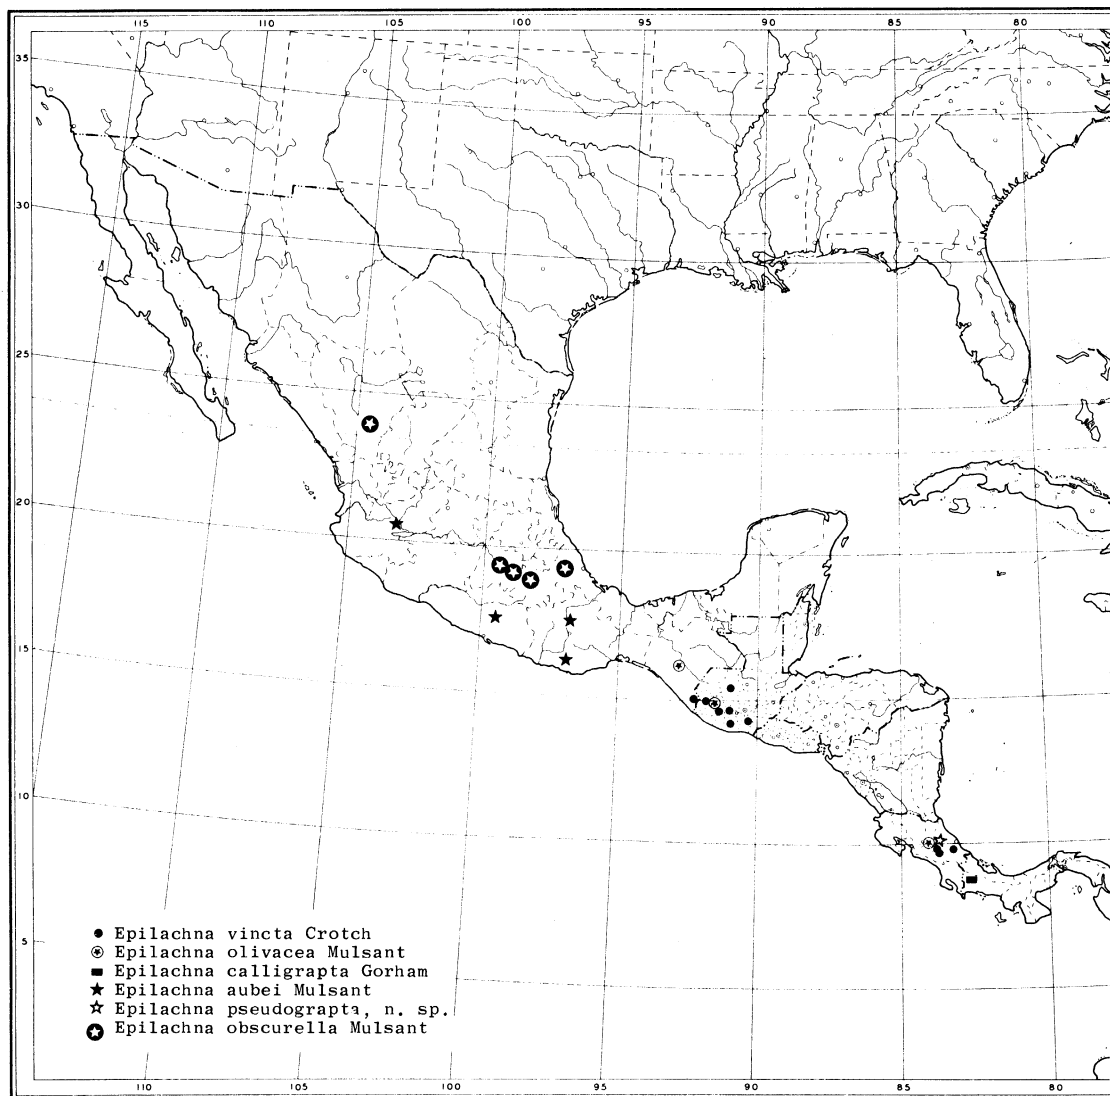 115 110 105 100 95 90 85 80
35
30
25
20
15
10
5
Epilachna vincta Crotch
Epilachna olivacea Mulsant
Epilachna calligrapta Gorham
Epilachna aubei Mulsant
Epilachna pseudograpta, n. sp.
Epilachna obscurella Mulsant
110 105 100 95 90 85 80